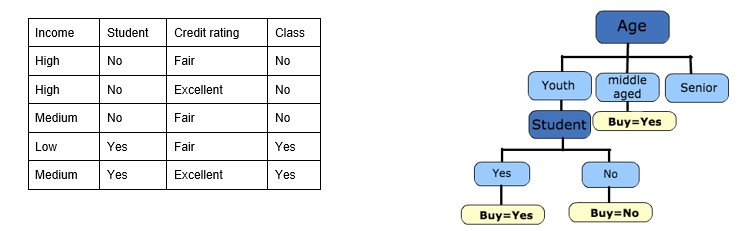 Income Student Credit rating Class
High No Fair No
High No Excellent No
Medium No Fair No
Low Yes Fair Yes
Medium Yes Excellent Yes
Age
Youth middle aged Senior
Student Buy=Yes
Yes No
Buy=Yes Buy=No